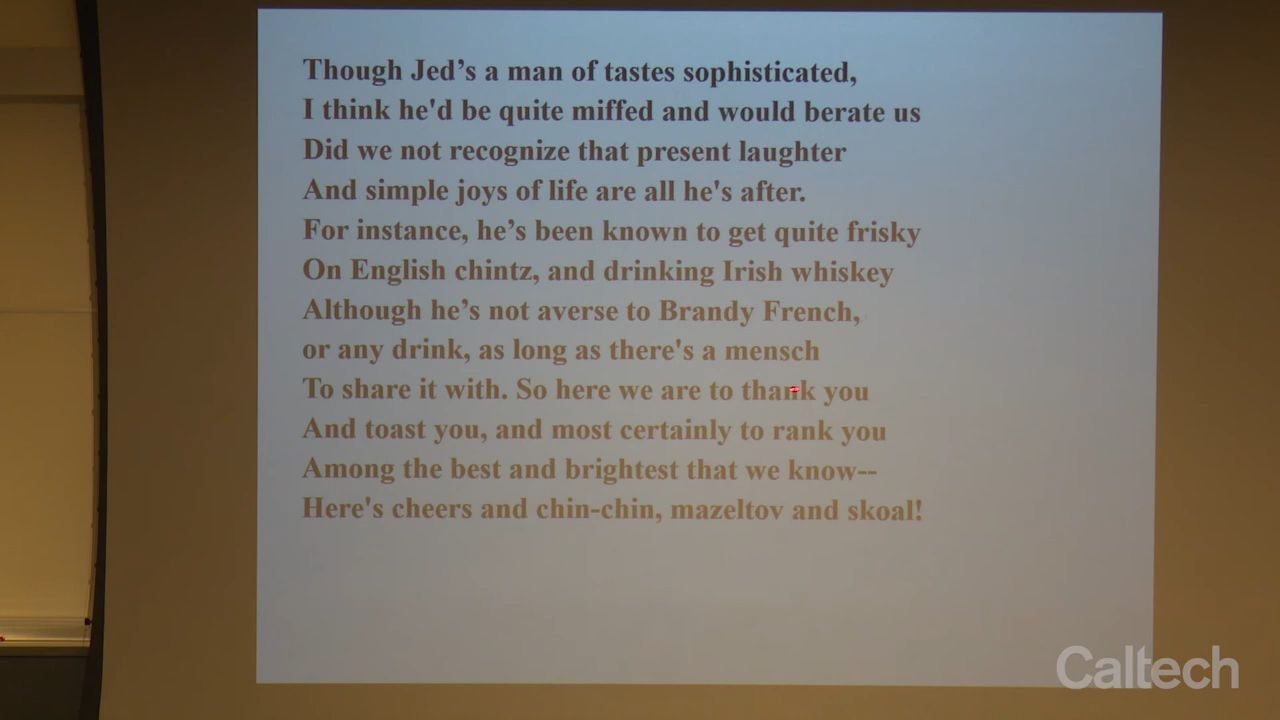 Though Jed’s a man of tastes sophisticated,
I think he'd be quite miffed and would berate us
Did we not recognize that present laughter
And simple joys of life are all he's after.
For instance, he’s been known to get quite frisky
On English chintz, and drinking Irish whiskey
Although he’s not averse to Brandy French,
or any drink, as long as there's a mensch
To share it with. So here we are to thank you
And toast you, and most certainly to rank you
Among the best and brightest that we know--
Here's cheers and chin-chin, mazeltov and skoal!
Caltech